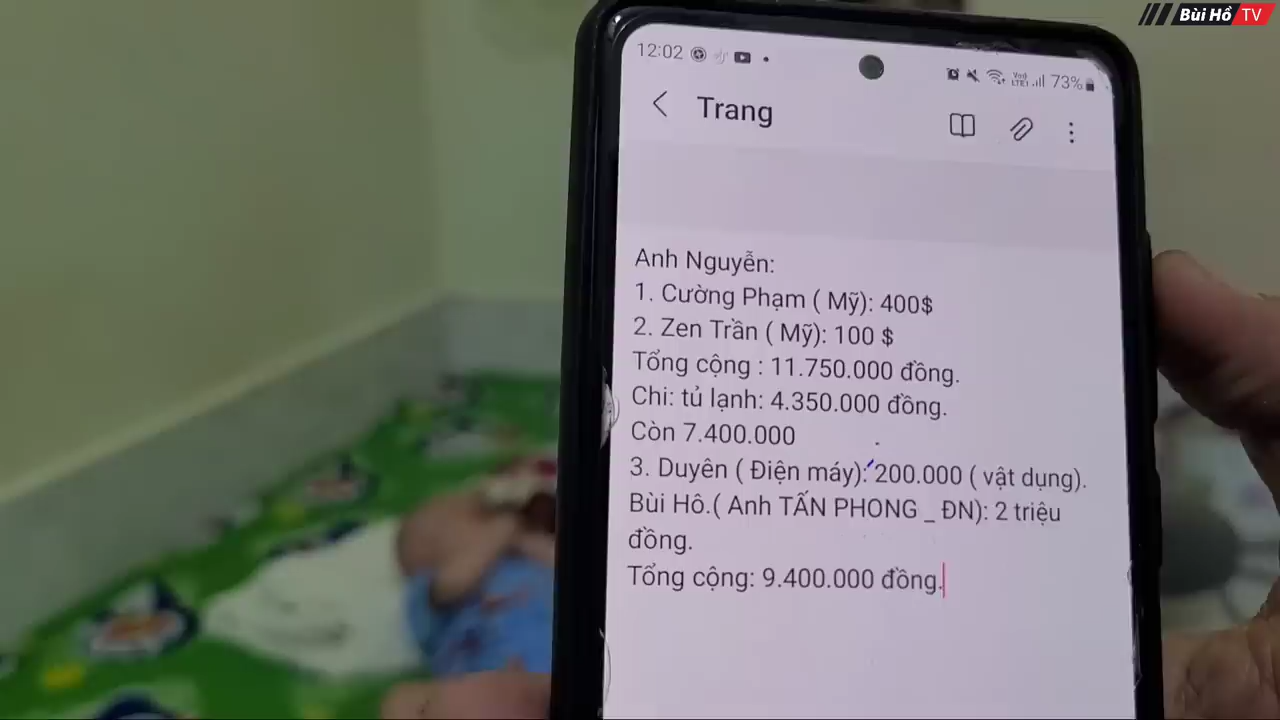 Bùi Hồ TV
12:02
73%
Trang
Anh Nguyễn:
1. Cường Phạm ( Mỹ): 400$
2. Zen Trần ( Mỹ): 100 $
Tổng cộng : 11.750.000 đồng.
Chi: tủ lạnh: 4.350.000 đồng.
Còn 7.400.000
3. Duyên ( Điện máy): 200.000 ( vật dụng).
Bùi Hô.( Anh TẤN PHONG _ ĐN): 2 triệu
đồng.
Tổng cộng: 9.400.000 đồng.